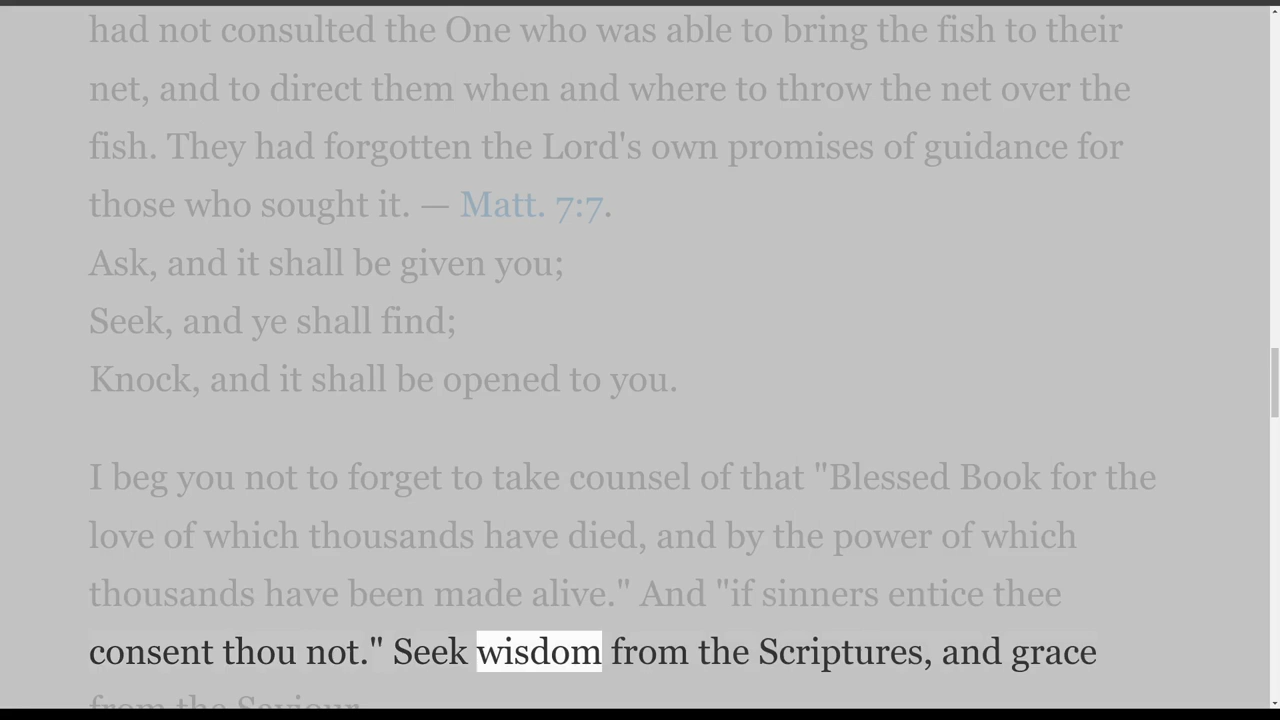 had not consulted the One who was able to bring the fish to their
net, and to direct them when and where to throw the net over the
fish. They had forgotten the Lord's own promises of guidance for
those who sought it. — Matt. 7:7.
Ask, and it shall be given you;
Seek, and ye shall find;
Knock, and it shall be opened to you.
I beg you not to forget to take counsel of that "Blessed Book for the
love of which thousands have died, and by the power of which
thousands have been made alive." And "if sinners entice thee
consent thou not." Seek wisdom from the Scriptures, and grace
from the Saviour